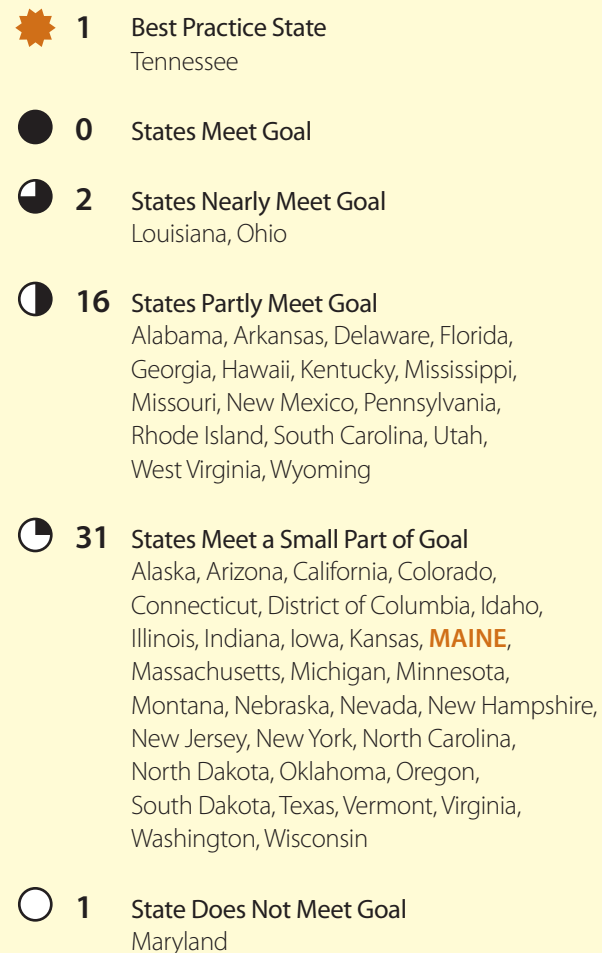 1 Best Practice State
Tennessee
0 States Meet Goal
2 States Nearly Meet Goal
Louisiana, Ohio
16 States Partly Meet Goal
Alabama, Arkansas, Delaware, Florida,
Georgia, Hawaii, Kentucky, Mississippi,
Missouri, New Mexico, Pennsylvania,
Rhode Island, South Carolina, Utah,
West Virginia, Wyoming
31 States Meet a Small Part of Goal
Alaska, Arizona, California, Colorado,
Connecticut, District of Columbia, Idaho,
Illinois, Indiana, Iowa, Kansas, MAINE,
Massachusetts, Michigan, Minnesota,
Montana, Nebraska, Nevada, New Hampshire,
New Jersey, New York, North Carolina,
North Dakota, Oklahoma, Oregon,
South Dakota, Texas, Vermont, Virginia,
Washington, Wisconsin
1 State Does Not Meet Goal
Maryland